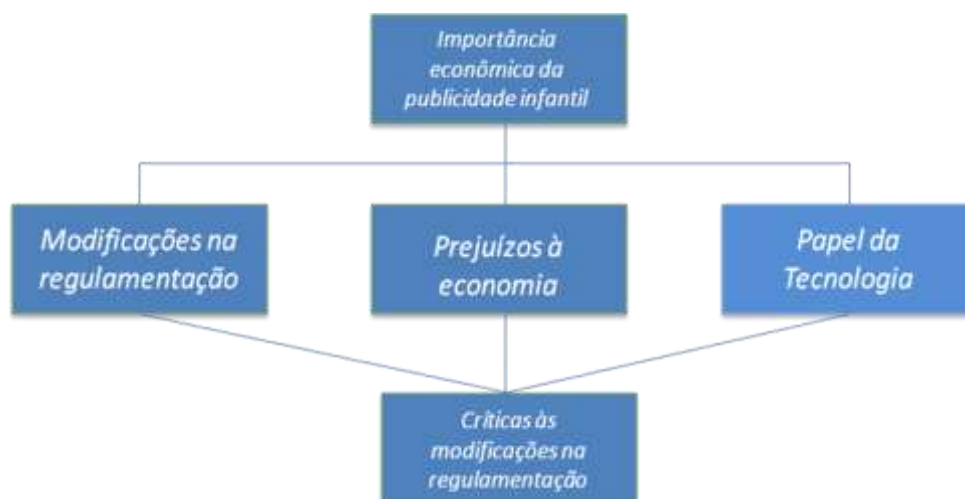 Importância
econômica da
publicidade infantil
Modificações na
regulamentação
Prejuízos à
economia
Papel da
Tecnologia
Críticas às
modificações na
regulamentação